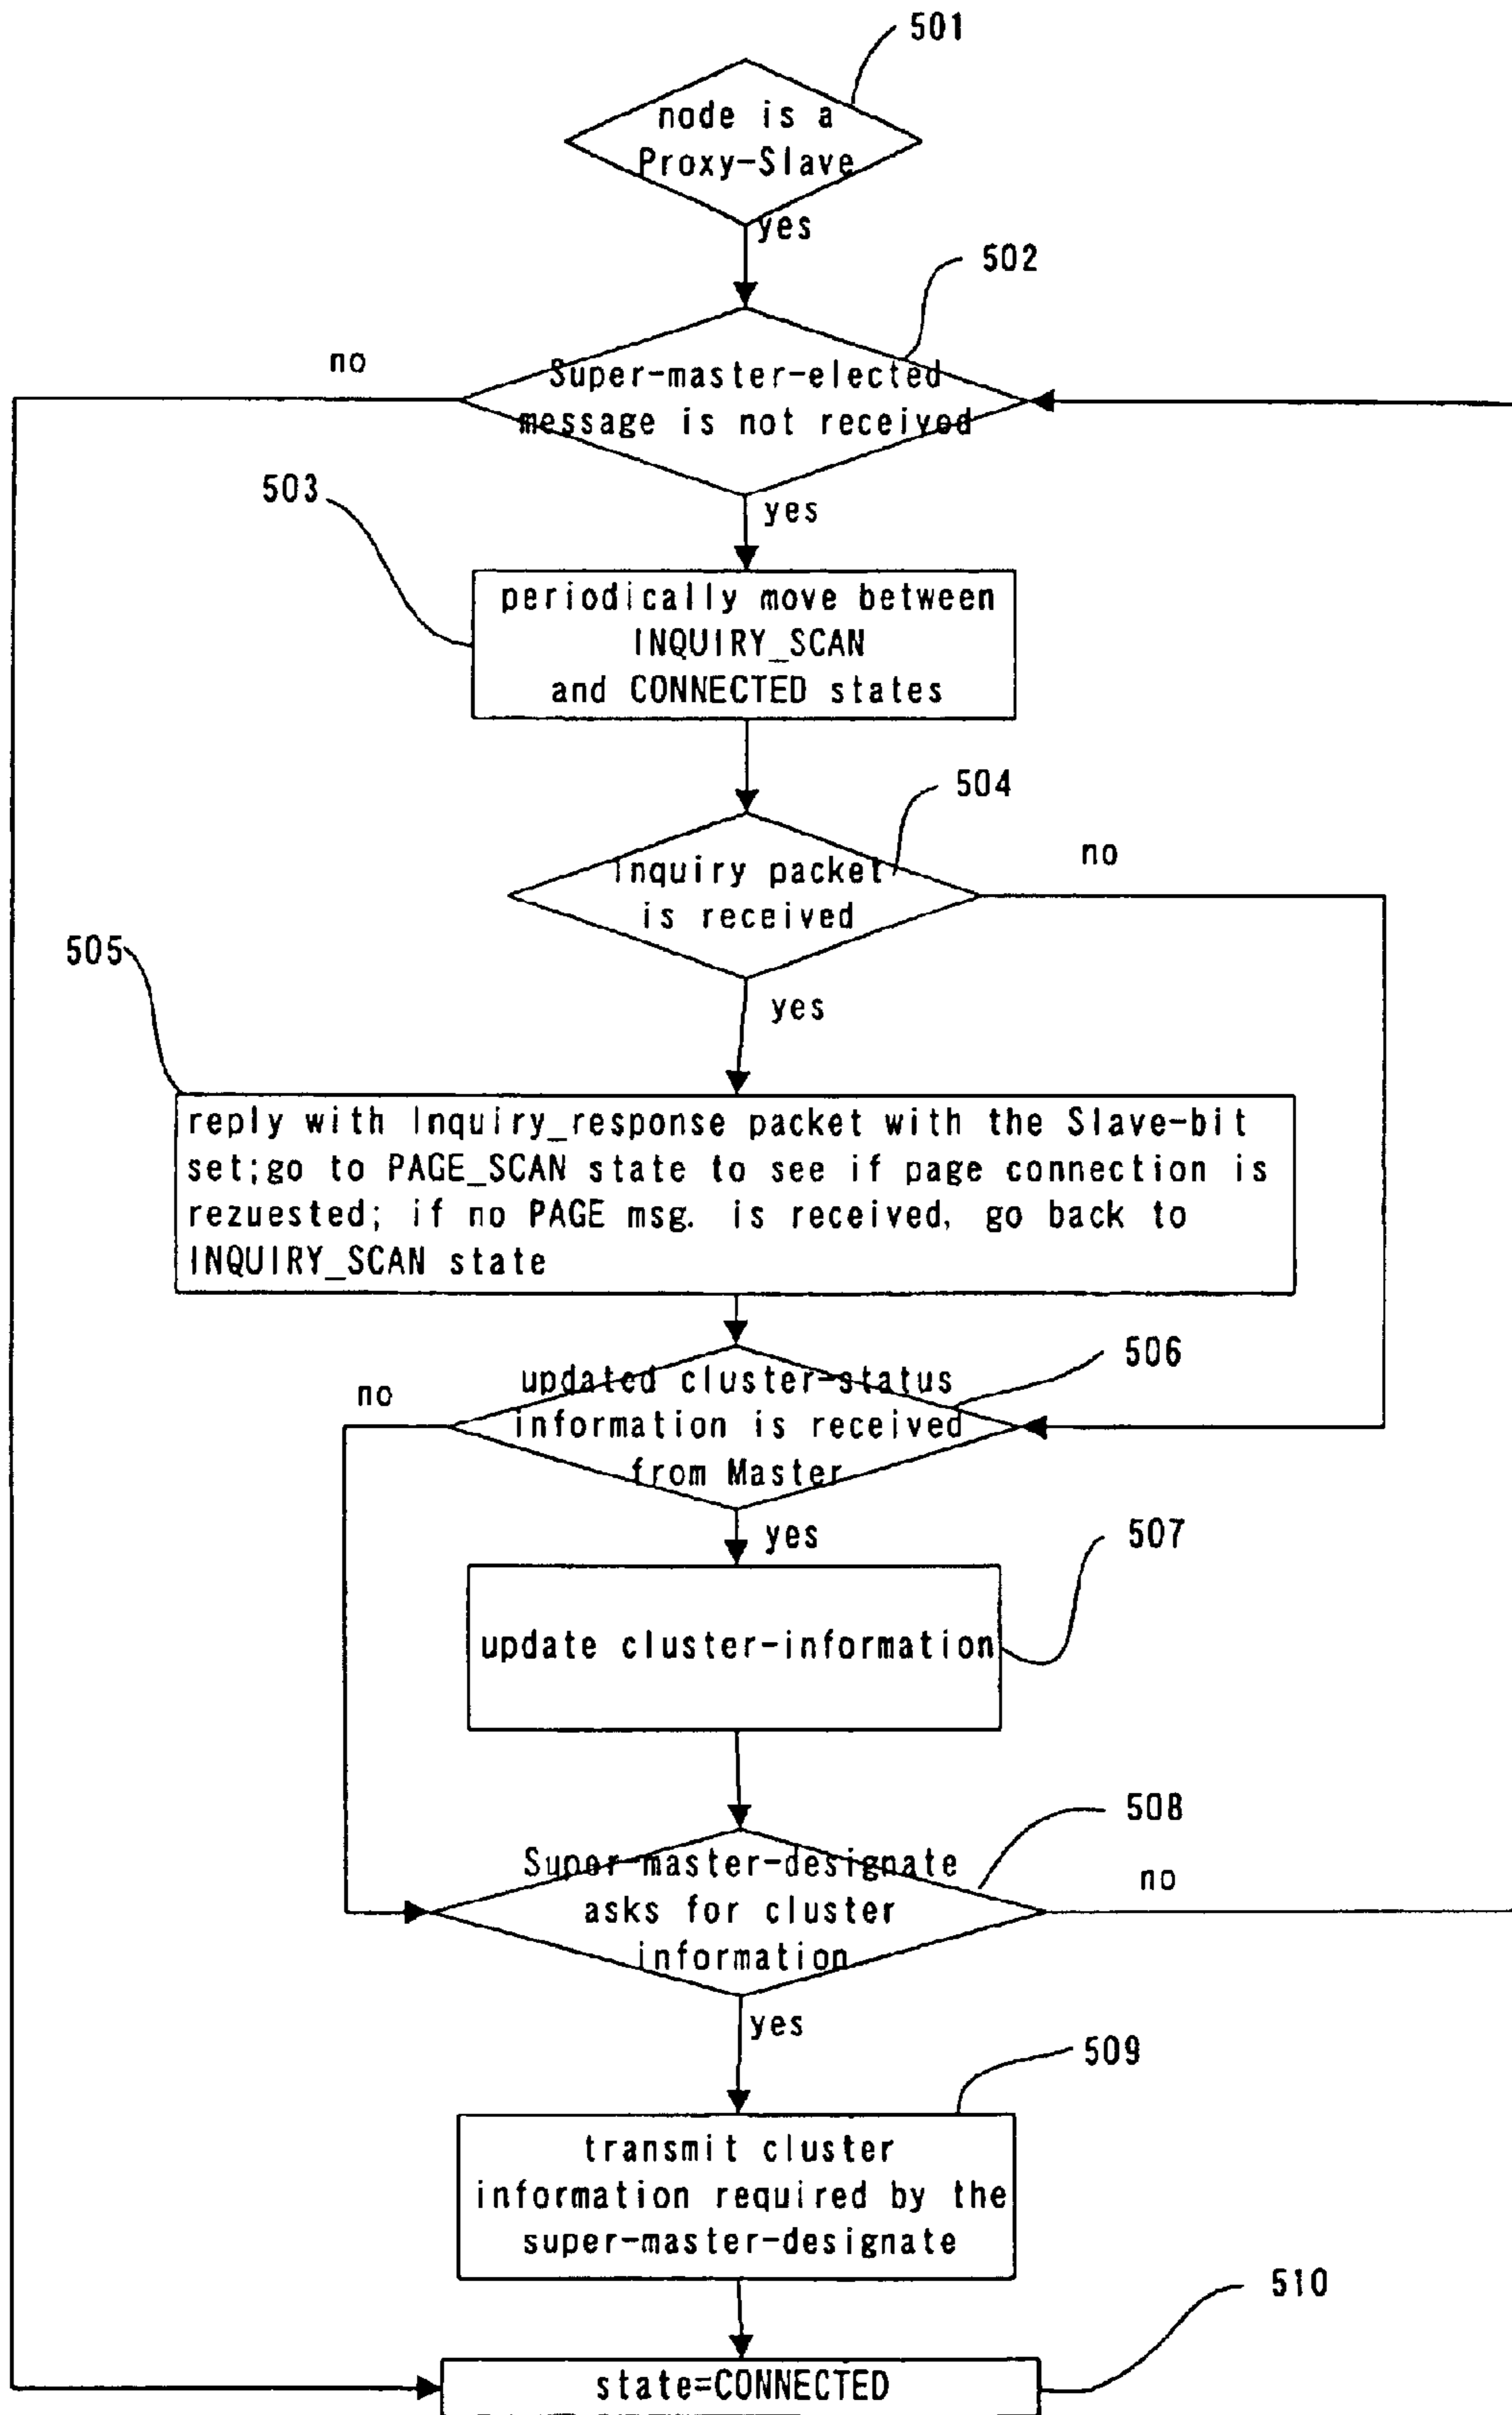 501
node is a
Proxy-Slave
yes
502
no
Super-master-elected
message is not received
503
yes
periodically move between
INQUIRY_SCAN
and CONNECTED states
504
no
Inquiry packet
is received
505
yes
reply with Inquiry_response packet with the Slave-bit
set;go to PAGE_SCAN state to see if page connection is
rezuested; if no PAGE msg. is received, go back to
INQUIRY_SCAN state
506
no
updated cluster-status
information is received
from Master
yes
507
update cluster-information
508
Super-master-designate
asks for cluster
information
no
yes
509
transmit cluster
information required by the
super-master-designate
510
state=CONNECTED